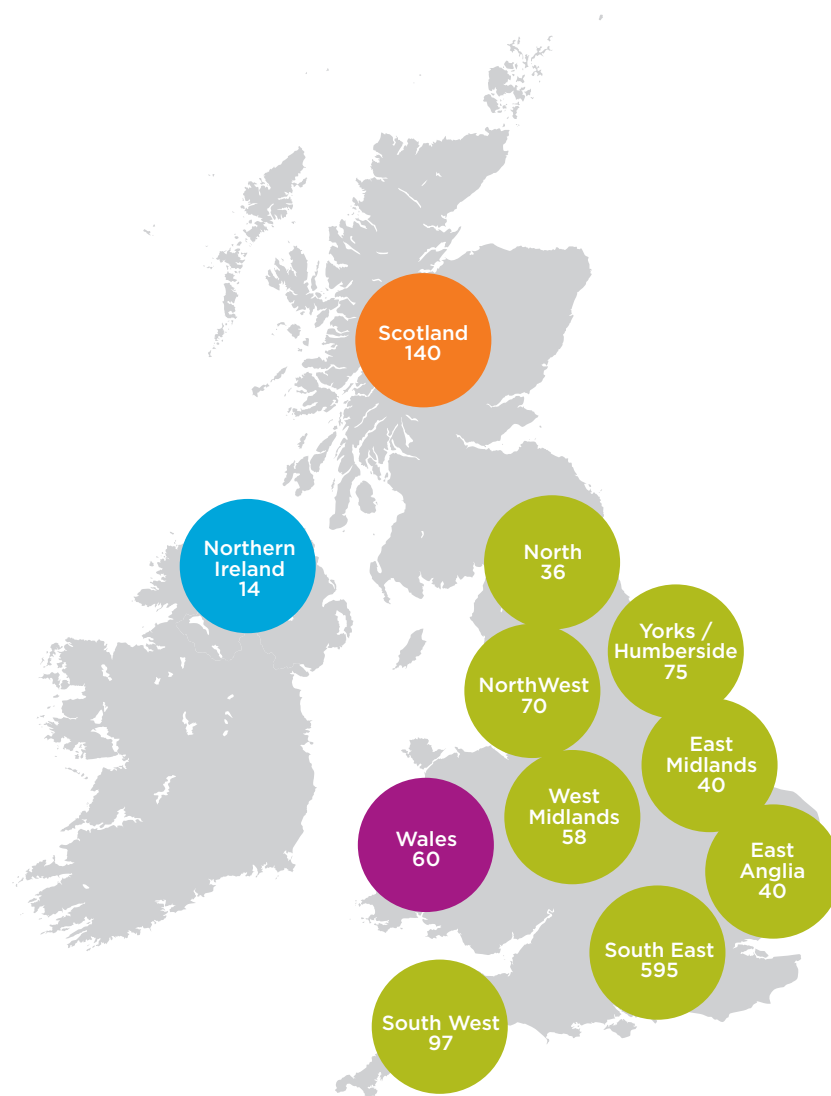 Scotland
140
Northern
Ireland
14
North
36
Yorks /
Humberside
75
NorthWest
70
East
Midlands
40
West
Midlands
58
Wales
60
East
Anglia
40
South East
595
South West
97